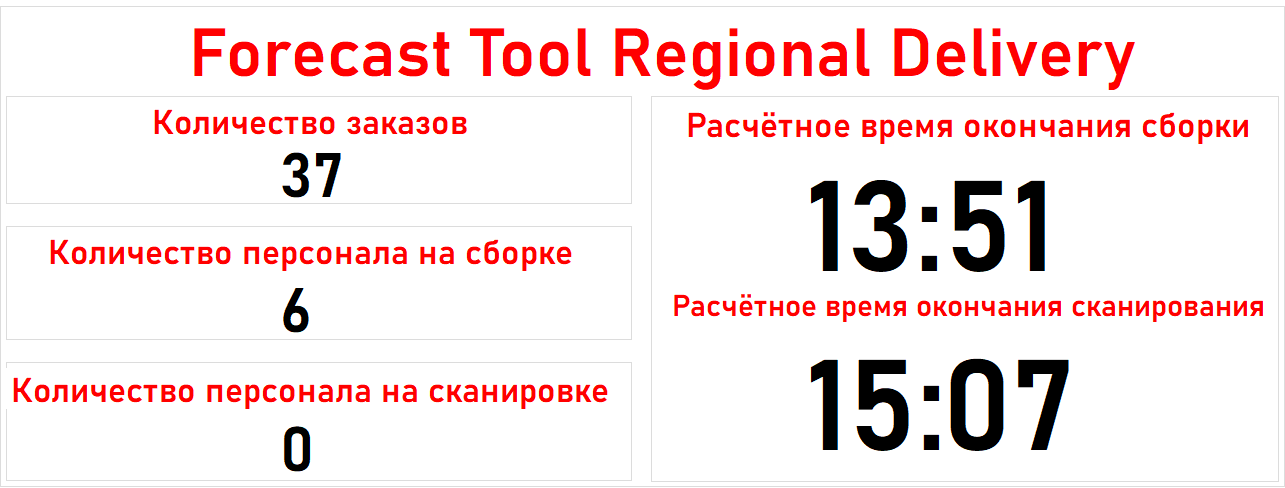 Forecast Tool Regional Delivery
Количество заказов
37
Количество персонала на сборке
6
Количество персонала на сканировке
0
Расчётное время окончания сборки
13:51
Расчётное время окончания сканирования
15:07